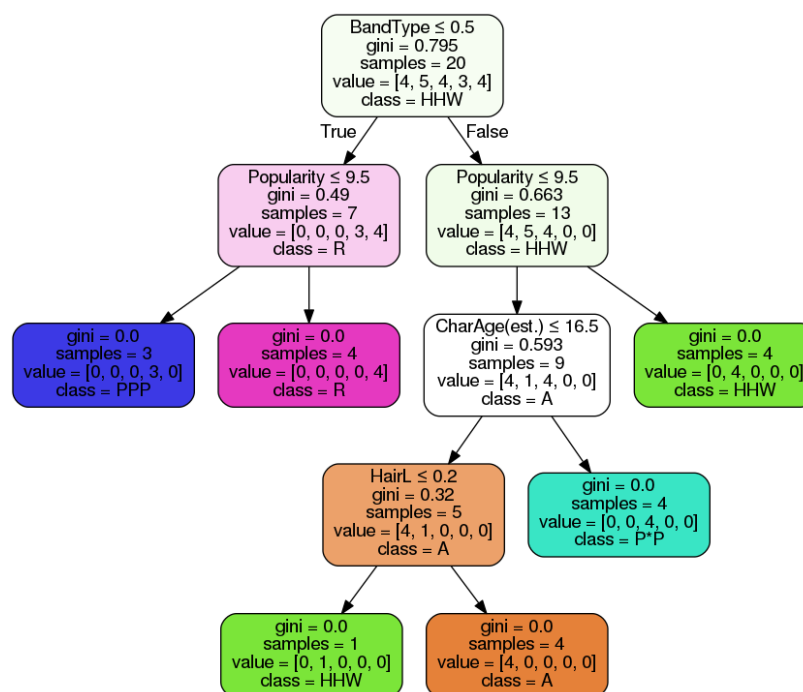 BandType ≤ 0.5
gini = 0.795
samples = 20
value = [4, 5, 4, 3, 4]
class = HHW
True
False
Popularity ≤ 9.5
gini = 0.49
samples = 7
value = [0, 0, 0, 3, 4]
class = R
Popularity ≤ 9.5
gini = 0.663
samples = 13
value = [4, 5, 4, 0, 0]
class = HHW
gini = 0.0
samples = 3
value = [0, 0, 0, 3, 0]
class = PPP
gini = 0.0
samples = 4
value = [0, 0, 0, 0, 4]
class = R
CharAge(est.) ≤ 16.5
gini = 0.593
samples = 9
value = [4, 1, 4, 0, 0]
class = A
gini = 0.0
samples = 4
value = [0, 4, 0, 0, 0]
class = HHW
HairL ≤ 0.2
gini = 0.32
samples = 5
value = [4, 1, 0, 0, 0]
class = A
gini = 0.0
samples = 4
value = [0, 0, 4, 0, 0]
class = P*P
gini = 0.0
samples = 1
value = [0, 1, 0, 0, 0]
class = HHW
gini = 0.0
samples = 4
value = [4, 0, 0, 0, 0]
class = A